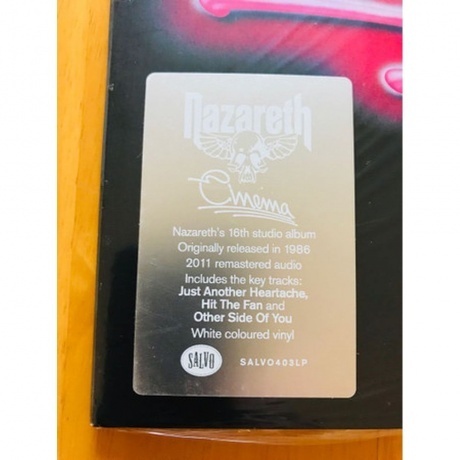 Nazareth
Cinema
Nazareth's 16th studio album
Originally released in 1986
2011 remastered audio
Includes the key tracks:
Just Another Heartache,
Hit The Fan and
Other Side Of You
White coloured vinyl
SALVO
SALVO403LP